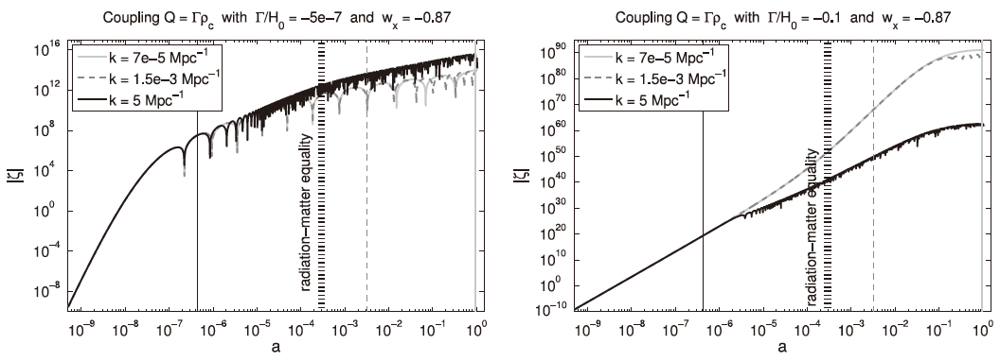 Coupling Q = Γρ_c with Γ/H_0 = −5e−7 and w_x = −0.87
10^16
10^12
10^8
10^4
10^0
10^−4
10^−8
|ζ|
k = 7e−5 Mpc^−1
k = 1.5e−3 Mpc^−1
k = 5 Mpc^−1
radiation−matter equality
10^−9
10^−8
10^−7
10^−6
10^−5
10^−4
10^−3
10^−2
10^−1
10^0
a
Coupling Q = Γρ_c with Γ/H_0 = −0.1 and w_x = −0.87
10^90
10^80
10^70
10^60
10^50
10^40
10^30
10^20
10^10
10^0
10^−10
|ζ|
k = 7e−5 Mpc^−1
k = 1.5e−3 Mpc^−1
k = 5 Mpc^−1
radiation−matter equality
10^−9
10^−8
10^−7
10^−6
10^−5
10^−4
10^−3
10^−2
10^−1
10^0
a